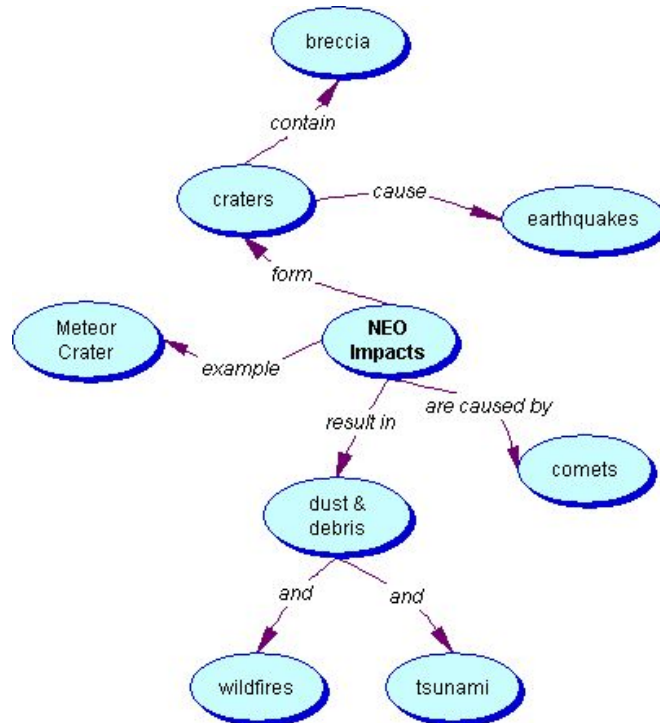 breccia
contain
craters
cause
earthquakes
form
Meteor
Crater
example
NEO
Impacts
result in
are caused by
comets
dust &
debris
and
and
wildfires
tsunami